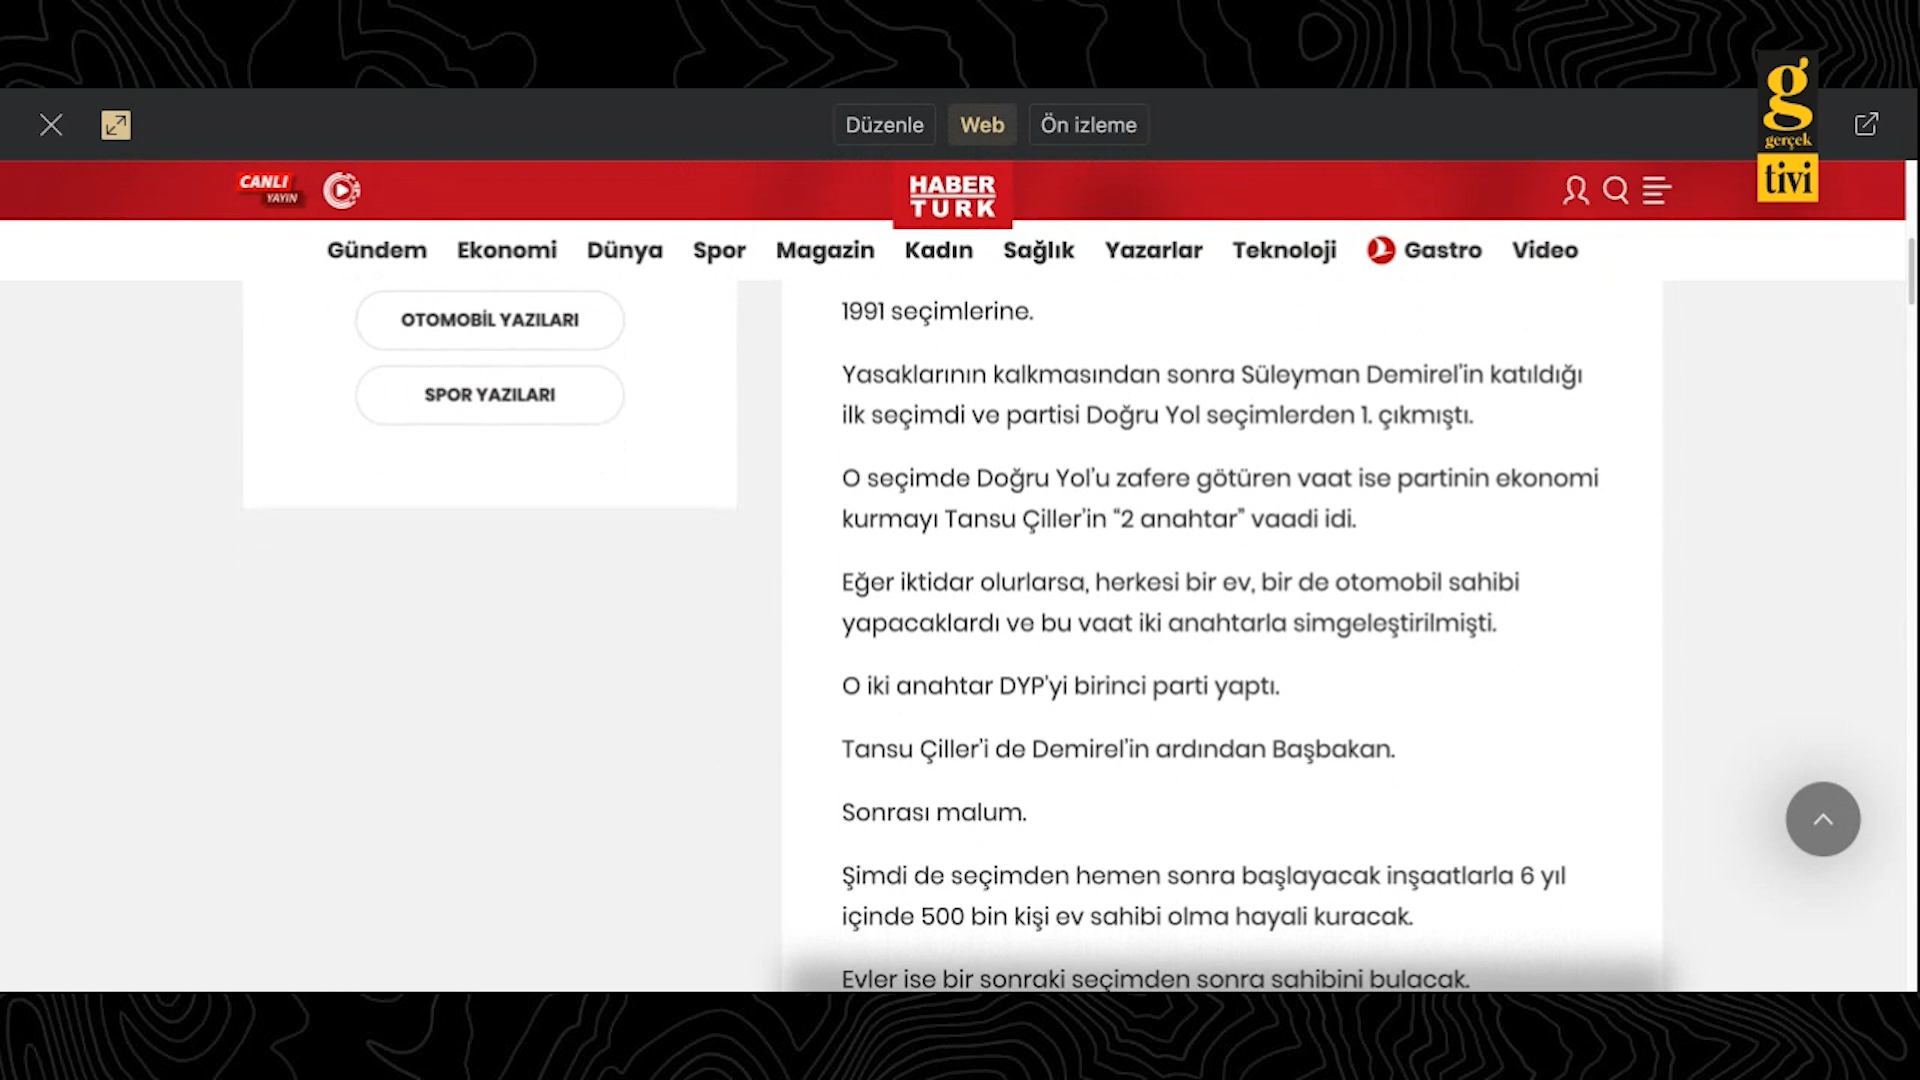 Düzenle
Web
Ön izleme
g
gerçek
tivi
CANLI
YAYIN
HABER
TURK
Gündem
Ekonomi
Dünya
Spor
Magazin
Kadın
Sağlık
Yazarlar
Teknoloji
Gastro
Video
OTOMOBİL YAZILARI
SPOR YAZILARI
1991 seçimlerine.
Yasaklarının kalkmasından sonra Süleyman Demirel'in katıldığı
ilk seçimdi ve partisi Doğru Yol seçimlerden 1. çıkmıştı.
O seçimde Doğru Yol'u zafere götüren vaat ise partinin ekonomi
kurmayı Tansu Çiller'in “2 anahtar” vaadi idi.
Eğer iktidar olurlarsa, herkesi bir ev, bir de otomobil sahibi
yapacaklardı ve bu vaat iki anahtarla simgeleştirilmişti.
O iki anahtar DYP'yi birinci parti yaptı.
Tansu Çiller'i de Demirel'in ardından Başbakan.
Sonrası malum.
Şimdi de seçimden hemen sonra başlayacak inşaatlarla 6 yıl
içinde 500 bin kişi ev sahibi olma hayali kuracak.
Evler ise bir sonraki seçimden sonra sahibini bulacak.